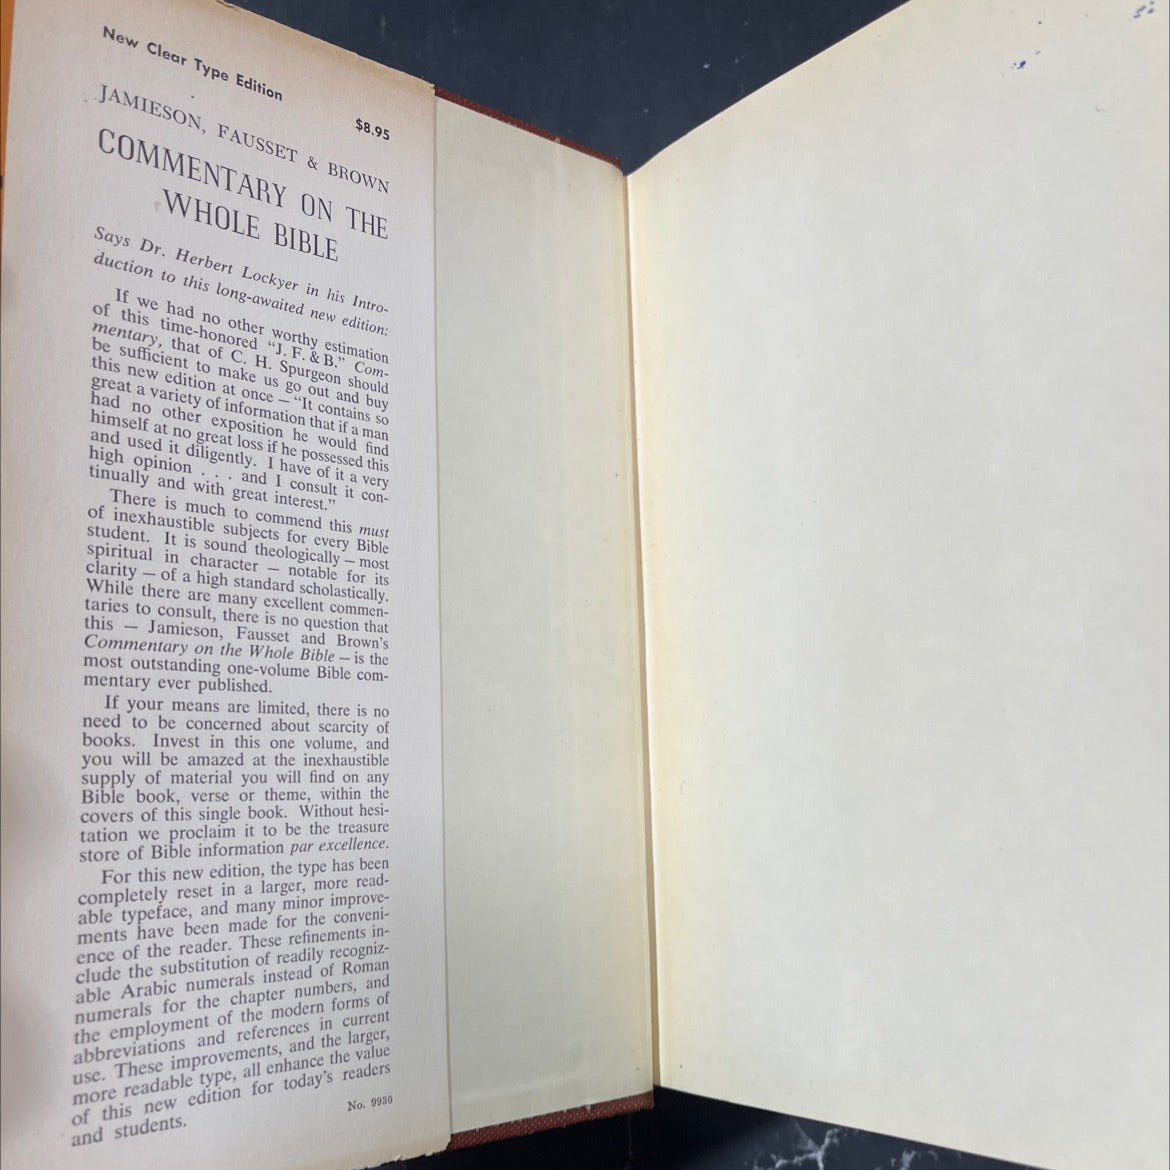 New Clear Type Edition
$8.95
JAMIESON, FAUSSET & BROWN
COMMENTARY ON THE
WHOLE BIBLE
Says Dr. Herbert Lockyer in his Intro-
duction to this long-awaited new edition:
If we had no other worthy estimation
of this time-honored “J. F. & B.” Com-
mentary, that of C. H. Spurgeon should
be sufficient to make us go out and buy
this new edition at once — “It contains so
great a variety of information that if a man
had no other exposition he would find
himself at no great loss if he possessed this
and used it diligently. I have of it a very
high opinion . . . and I consult it con-
tinually and with great interest.”
There is much to commend this must
of inexhaustible subjects for every Bible
student. It is sound theologically — most
spiritual in character — notable for its
clarity — of a high standard scholastically.
While there are many excellent commen-
taries to consult, there is no question that
this — Jamieson, Fausset and Brown's
Commentary on the Whole Bible — is the
most outstanding one-volume Bible com-
mentary ever published.
If your means are limited, there is no
need to be concerned about scarcity of
books. Invest in this one volume, and
you will be amazed at the inexhaustible
supply of material you will find on any
Bible book, verse or theme, within the
covers of this single book. Without hesi-
tation we proclaim it to be the treasure
store of Bible information par excellence.
For this new edition, the type has been
completely reset in a larger, more read-
able typeface, and many minor improve-
ments have been made for the conveni-
ence of the reader. These refinements in-
clude the substitution of readily recogniz-
able Arabic numerals instead of Roman
numerals for the chapter numbers, and
the employment of the modern forms of
abbreviations and references in current
use. These improvements, and the larger,
more readable type, all enhance the value
of this new edition for today's readers
and students.
No. 9930